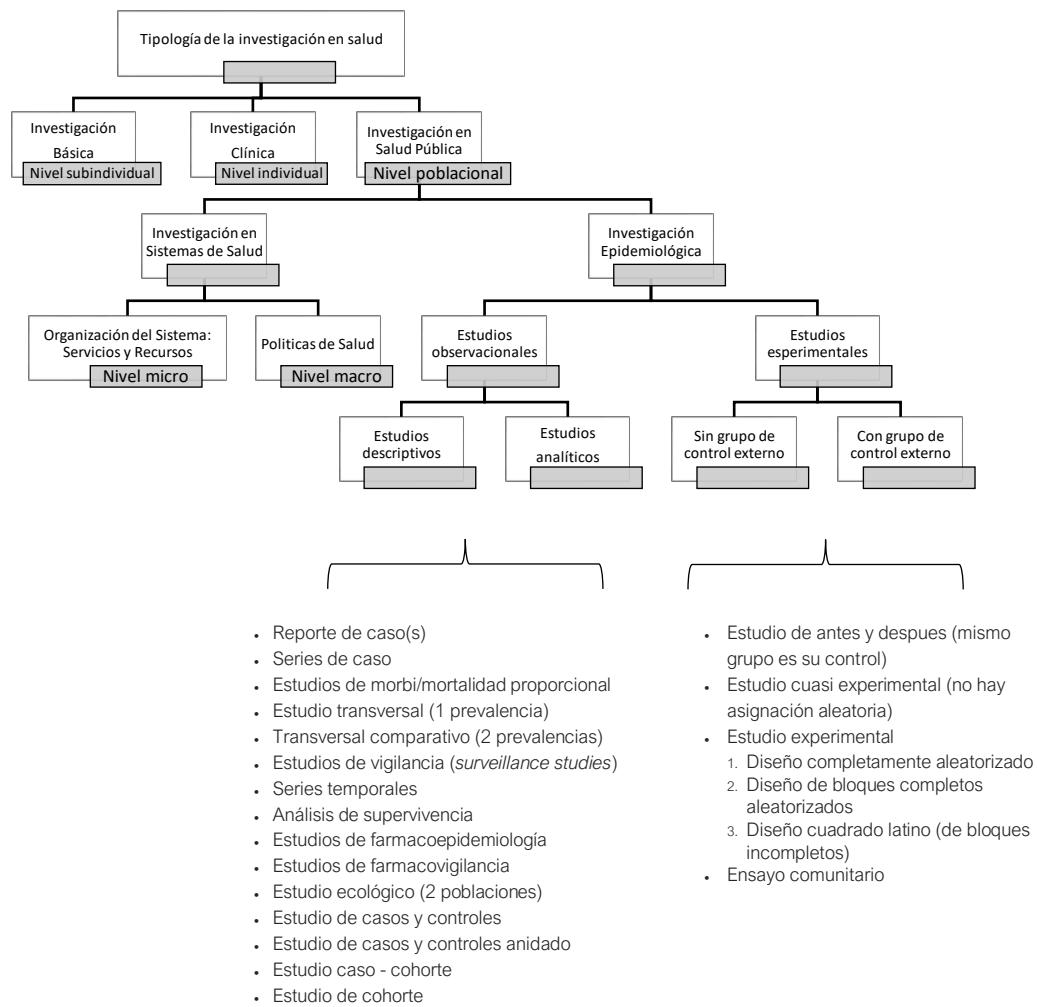 Tipología de la investigación en salud
Investigación
Básica
Nivel subindividual
Investigación
Clínica
Nivel individual
Investigación en
Salud Pública
Nivel poblacional
Investigación en
Sistemas de Salud
Investigación
Epidemiológica
Organización del Sistema:
Servicios y Recursos
Nivel micro
Politicas de Salud
Nivel macro
Estudios
observacionales
Estudios
esperimentales
Estudios
descriptivos
Estudios
analíticos
Sin grupo de
control externo
Con grupo de
control externo
• Reporte de caso(s)
• Series de caso
• Estudios de morbi/mortalidad proporcional
• Estudio transversal (1 prevalencia)
• Transversal comparativo (2 prevalencias)
• Estudios de vigilancia (surveillance studies)
• Series temporales
• Análisis de supervivencia
• Estudios de farmacoepidemiología
• Estudios de farmacovigilancia
• Estudio ecológico (2 poblaciones)
• Estudio de casos y controles
• Estudio de casos y controles anidado
• Estudio caso - cohorte
• Estudio de cohorte
• Estudio de antes y despues (mismo
grupo es su control)
• Estudio cuasi experimental (no hay
asignación aleatoria)
• Estudio experimental
1. Diseño completamente aleatorizado
2. Diseño de bloques completos
aleatorizados
3. Diseño cuadrado latino (de bloques
incompletos)
• Ensayo comunitario